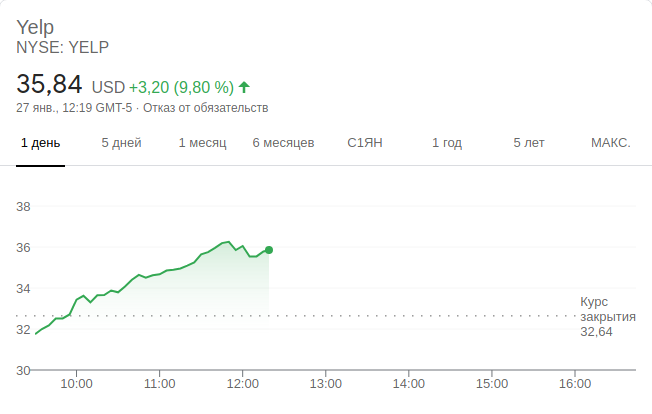 Yelp
NYSE: YELP
35,84 USD +3,20 (9,80 %)
27 янв., 12:19 GMT-5 · Отказ от обязательств
1 день 5 дней 1 месяц 6 месяцев С1ЯН 1 год 5 лет МАКС.
38
36
34
32
30
Курс
закрытия
32,64
10:00 11:00 12:00 13:00 14:00 15:00 16:00